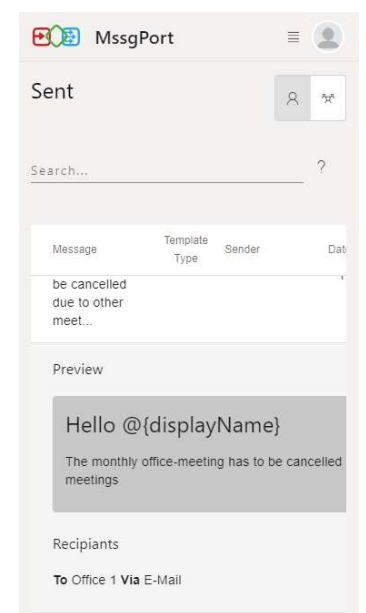 MssgPort
Sent
Search...
?
Message
Template
Type
Sender
Dat
be cancelled
due to other
meet...
Preview
Hello @{displayName}
The monthly office-meeting has to be cancelled
meetings
Recipiants
To Office 1 Via E-Mail